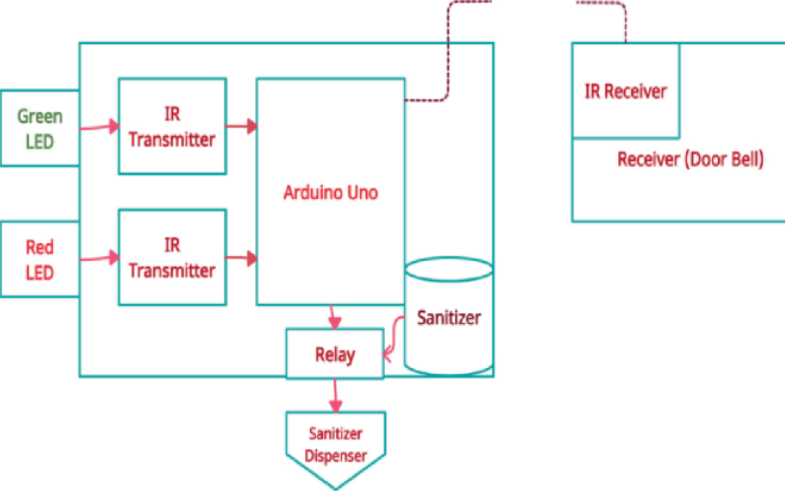 Green
LED
IR
Transmitter
Arduino Uno
Red
LED
IR
Transmitter
Sanitizer
Relay
Sanitizer
Dispenser
IR Receiver
Receiver (Door Bell)